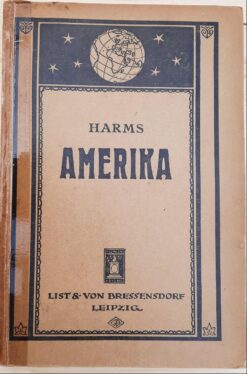 HARMS
AMERIKA
LIST & VON BRESSENSDORF
LEIPZIG